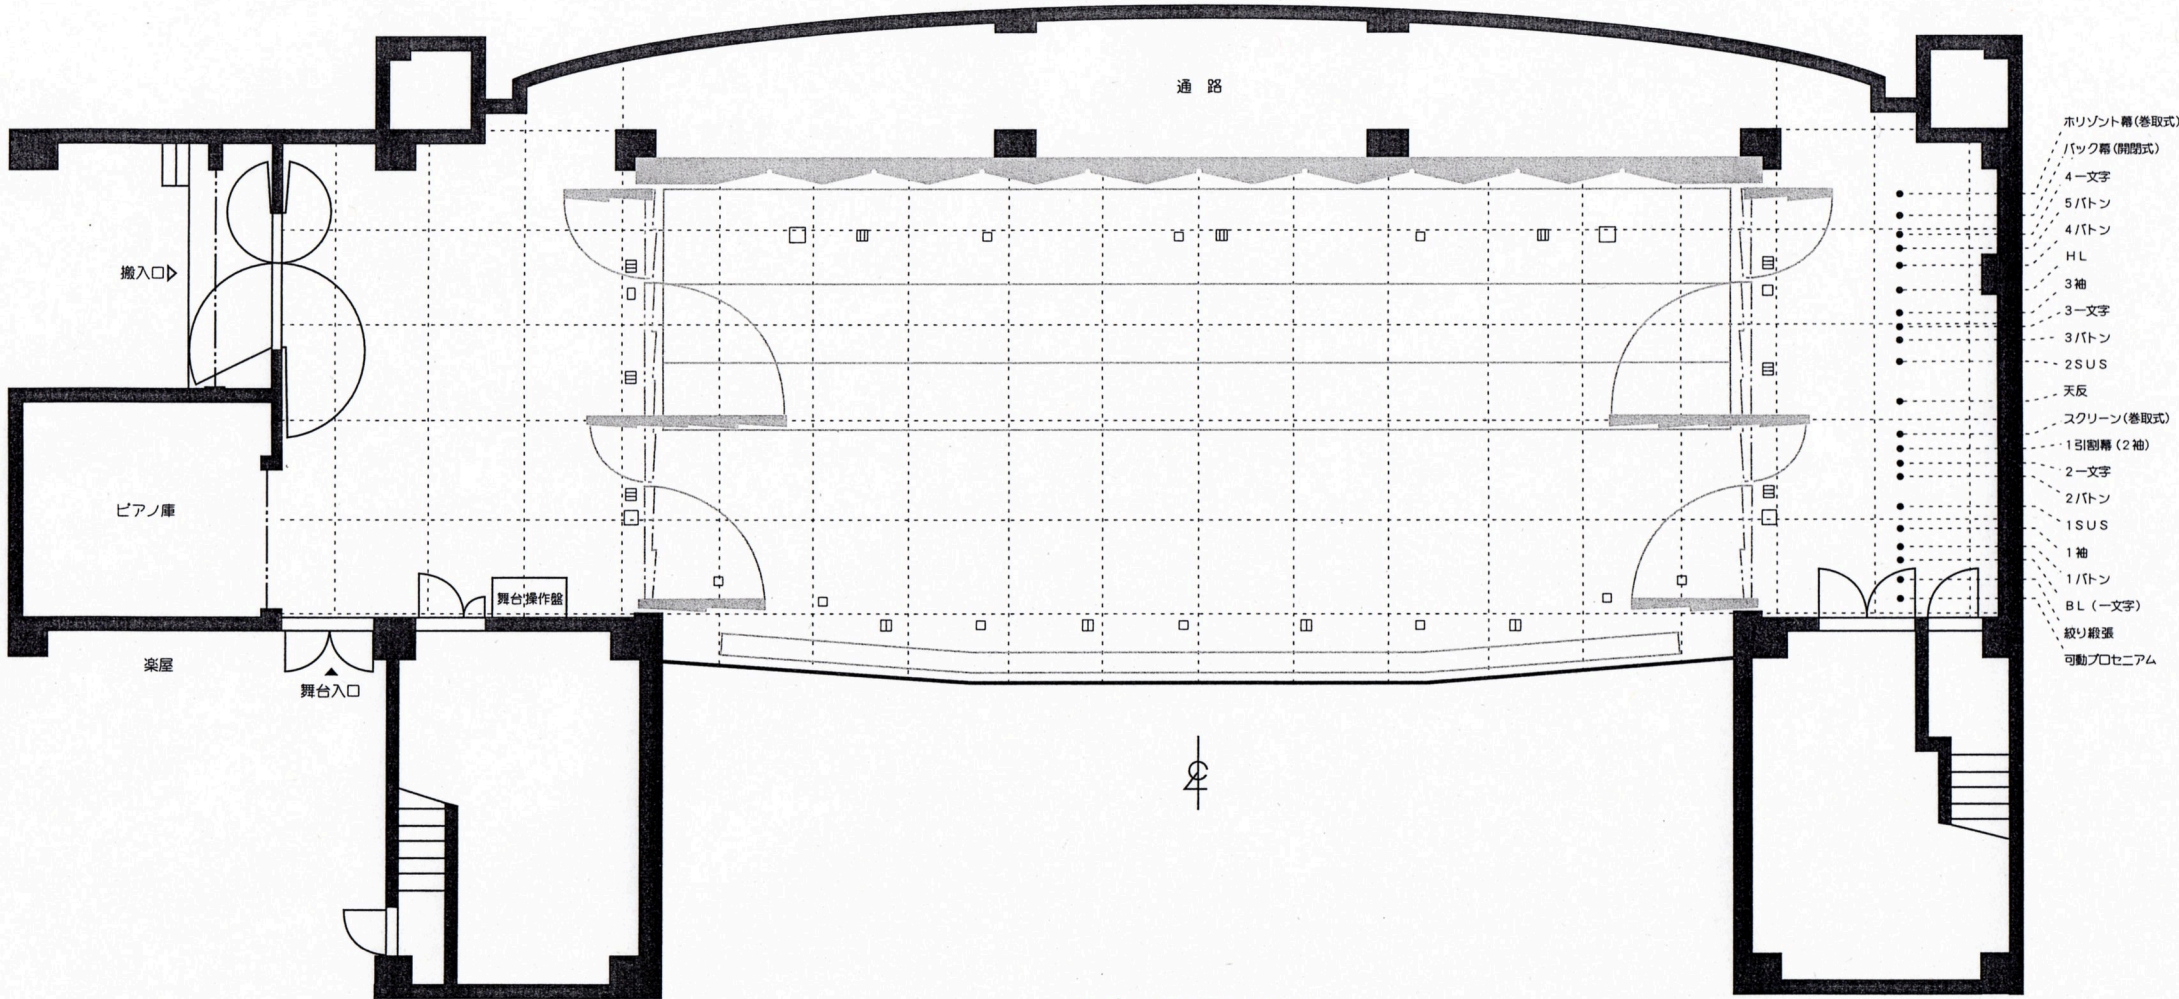 通路
ホリゾント幕(巻取式)
バック幕(開閉式)
4一文字
5バトン
4バトン
HL
3袖
3一文字
3バトン
2SUS
天反
スクリーン(巻取式)
1引割幕(2袖)
2一文字
2バトン
1SUS
1袖
1バトン
BL(一文字)
絞り緞張
可動プロセニアム
搬入口
ピアノ庫
舞台操作盤
楽屋
舞台入口